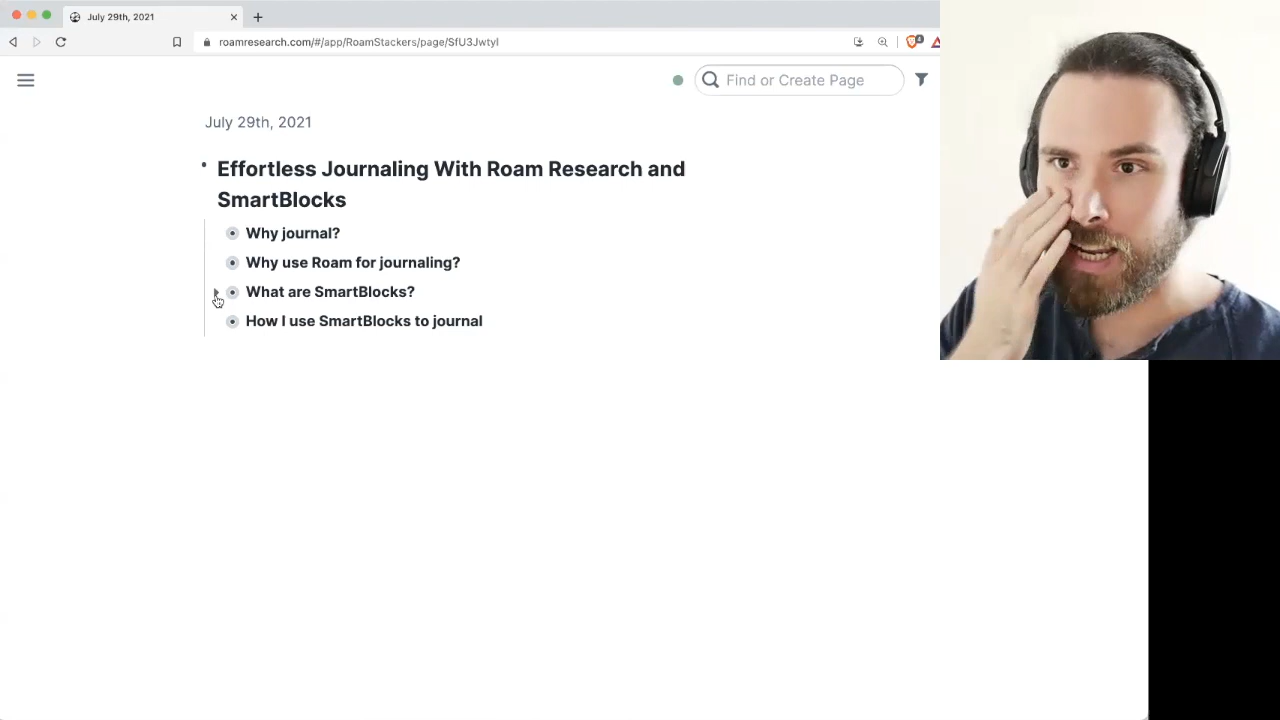 July 29th, 2021
roamresearch.com/#/app/RoamStackers/page/SfU3Jwtyl
4
Find or Create Page
July 29th, 2021
Effortless Journaling With Roam Research and
SmartBlocks
Why journal?
Why use Roam for journaling?
What are SmartBlocks?
How I use SmartBlocks to journal